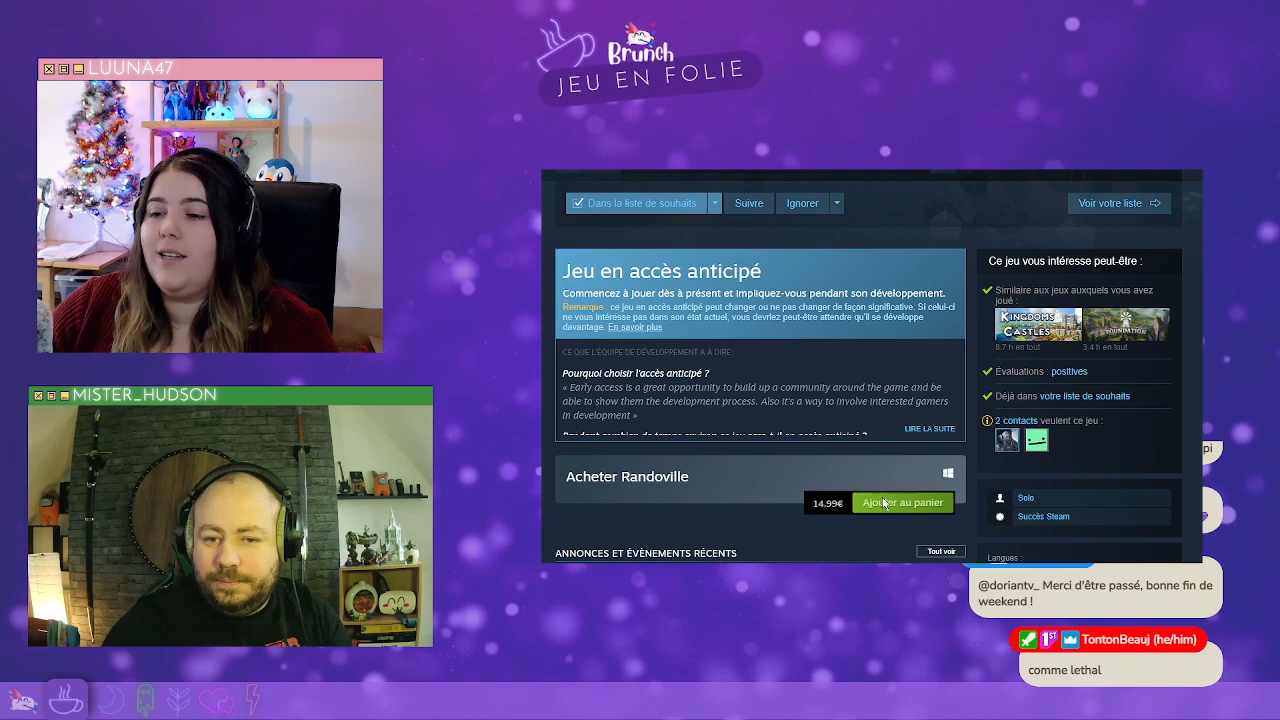 Brunch
JEU EN FOLIE
LUUNA47
MISTER_HUDSON
Dans la liste de souhaits
Suivre
Ignorer
Voir votre liste
Jeu en accès anticipé
Commencez à jouer dès à présent et impliquez-vous pendant son développement.
Remarque : ce jeu en accès anticipé peut changer ou ne pas changer de façon significative. Si celui-ci
ne vous intéresse pas dans son état actuel, vous devriez peut-être attendre qu'il se développe
davantage. En savoir plus
CE QUE L'ÉQUIPE DE DÉVELOPPEMENT A À DIRE :
Pourquoi choisir l'accès anticipé ?
« Early access is a great opportunity to build up a community around the game and be
able to show them the development process. Also it's a way to involve interested gamers
in development »
LIRE LA SUITE
Acheter Randoville
14,99€
Ajouter au panier
ANNONCES ET ÉVÈNEMENTS RÉCENTS
Tout voir
Ce jeu vous intéresse peut-être :
Similaire aux jeux auxquels vous avez
joué :
KINGDOMS
CASTLES
FOUNDATION
8.7 h en tout
3.4 h en tout
Évaluations : positives
Déjà dans votre liste de souhaits
2 contacts veulent ce jeu :
Solo
Succès Steam
Langues :
pi
@doriantv_ Merci d'être passé, bonne fin de
weekend !
1ST
TontonBeauj (he/him)
comme lethal